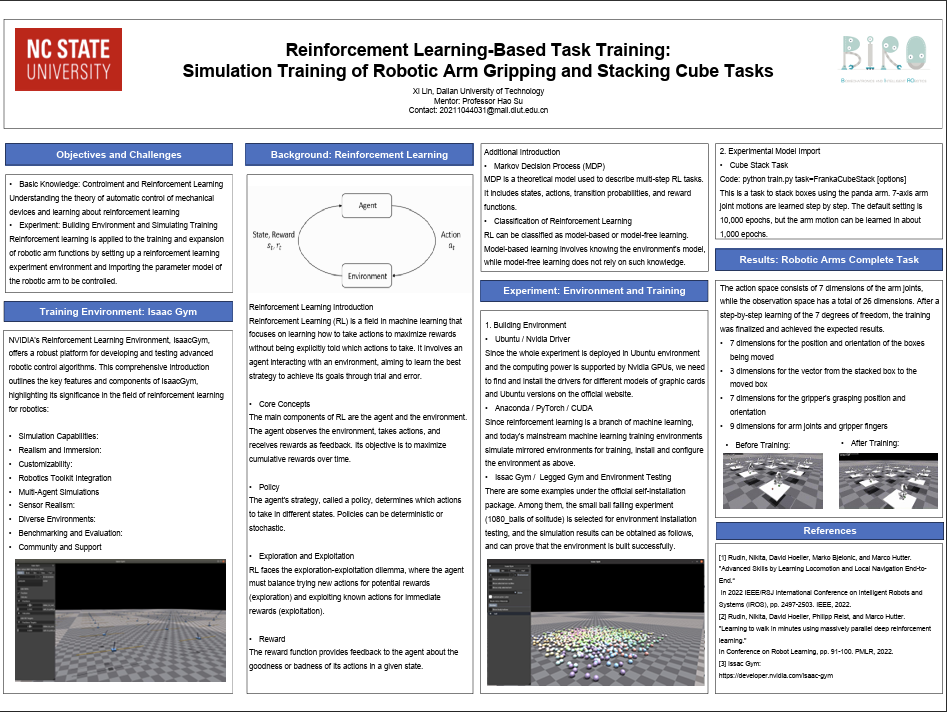 NC STATE
UNIVERSITY
Reinforcement Learning-Based Task Training:
Simulation Training of Robotic Arm Gripping and Stacking Cube Tasks
Xi Lin, Dalian University of Technology
Mentor: Professor Hao Su
Contact: 20211044031@mail.dlut.edu.cn
BIRO
Objectives and Challenges
• Basic Knowledge: Controlment and Reinforcement Learning
Understanding the theory of automatic control of mechanical
devices and learning about reinforcement learning
• Experiment: Building Environment and Simulating Training
Reinforcement learning is applied to the training and expansion
of robotic arm functions by setting up a reinforcement learning
experiment environment and importing the parameter model of
the robotic arm to be controlled.
Training Environment: Isaac Gym
NVIDIA's Reinforcement Learning Environment, IsaacGym,
offers a robust platform for developing and testing advanced
robotic control algorithms. This comprehensive introduction
outlines the key features and components of IsaacGym,
highlighting its significance in the field of reinforcement learning
for robotics:
• Simulation Capabilities:
• Realism and Immersion:
• Customizability:
• Robotics Toolkit Integration
• Multi-Agent Simulations
• Sensor Realism:
• Diverse Environments:
• Benchmarking and Evaluation:
• Community and Support
Background: Reinforcement Learning
Agent
State, Reward
sₜ, rₜ
Action
aₜ
Environment
Reinforcement Learning Introduction
Reinforcement Learning (RL) is a field in machine learning that
focuses on learning how to take actions to maximize rewards
without being explicitly told which actions to take. It involves an
agent interacting with an environment, aiming to learn the best
strategy to achieve its goals through trial and error.
• Core Concepts
The main components of RL are the agent and the environment.
The agent observes the environment, takes actions, and
receives rewards as feedback. Its objective is to maximize
cumulative rewards over time.
• Policy
The agent's strategy, called a policy, determines which actions
to take in different states. Policies can be deterministic or
stochastic.
• Exploration and Exploitation
RL faces the exploration-exploitation dilemma, where the agent
must balance trying new actions for potential rewards
(exploration) and exploiting known actions for immediate
rewards (exploitation).
• Reward
The reward function provides feedback to the agent about the
goodness or badness of its actions in a given state.
Additional Introduction
• Markov Decision Process (MDP)
MDP is a theoretical model used to describe multi-step RL tasks.
It includes states, actions, transition probabilities, and reward
functions.
• Classification of Reinforcement Learning
RL can be classified as model-based or model-free learning.
Model-based learning involves knowing the environment's model,
while model-free learning does not rely on such knowledge.
Experiment: Environment and Training
1. Building Environment
• Ubuntu / Nvidia Driver
Since the whole experiment is deployed in Ubuntu environment
and the computing power is supported by Nvidia GPUs, we need
to find and install the drivers for different models of graphic cards
and Ubuntu versions on the official website.
• Anaconda / PyTorch / CUDA
Since reinforcement learning is a branch of machine learning,
and today's mainstream machine learning training environments
simulate mirrored environments for training, install and configure
the environment as above.
• Issac Gym / Legged Gym and Environment Testing
There are some examples under the official self-installation
package. Among them, the small ball falling experiment
(1080_balls of solitude) is selected for environment installation
testing, and the simulation results can be obtained as follows,
and can prove that the environment is built successfully.
2. Experimental Model Import
• Cube Stack Task
Code: python train.py task=FrankaCubeStack [options]
This is a task to stack boxes using the panda arm. 7-axis arm
joint motions are learned step by step. The default setting is
10,000 epochs, but the arm motion can be learned in about
1,000 epochs.
Results: Robotic Arms Complete Task
The action space consists of 7 dimensions of the arm joints,
while the observation space has a total of 26 dimensions. After a
step-by-step learning of the 7 degrees of freedom, the training
was finalized and achieved the expected results.
• 7 dimensions for the position and orientation of the boxes
being moved
• 3 dimensions for the vector from the stacked box to the
moved box
• 7 dimensions for the gripper's grasping position and
orientation
• 9 dimensions for arm joints and gripper fingers
• Before Training:
• After Training:
References
[1] Rudin, Nikita, David Hoeller, Marko Bjelonic, and Marco Hutter.
"Advanced Skills by Learning Locomotion and Local Navigation End-to-
End."
In 2022 IEEE/RSJ International Conference on Intelligent Robots and
Systems (IROS), pp. 2497-2503. IEEE, 2022.
[2] Rudin, Nikita, David Hoeller, Philipp Reist, and Marco Hutter.
"Learning to walk in minutes using massively parallel deep reinforcement
learning."
In Conference on Robot Learning, pp. 91-100. PMLR, 2022.
[3] Issac Gym:
https://developer.nvidia.com/isaac-gym